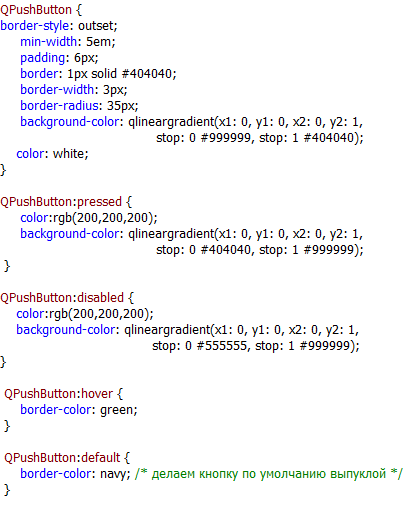 QPushButton {
border-style: outset;
min-width: 5em;
padding: 6px;
border: 1px solid #404040;
border-width: 3px;
border-radius: 35px;
background-color: qlineargradient(x1: 0, y1: 0, x2: 0, y2: 1,
stop: 0 #999999, stop: 1 #404040);
color: white;
}
QPushButton:pressed {
color:rgb(200,200,200);
background-color: qlineargradient(x1: 0, y1: 0, x2: 0, y2: 1,
stop: 0 #404040, stop: 1 #999999);
}
QPushButton:disabled {
color:rgb(200,200,200);
background-color: qlineargradient(x1: 0, y1: 0, x2: 0, y2: 1,
stop: 0 #555555, stop: 1 #999999);
}
QPushButton:hover {
border-color: green;
}
QPushButton:default {
border-color: navy; /* делаем кнопку по умолчанию выпуклой */
}